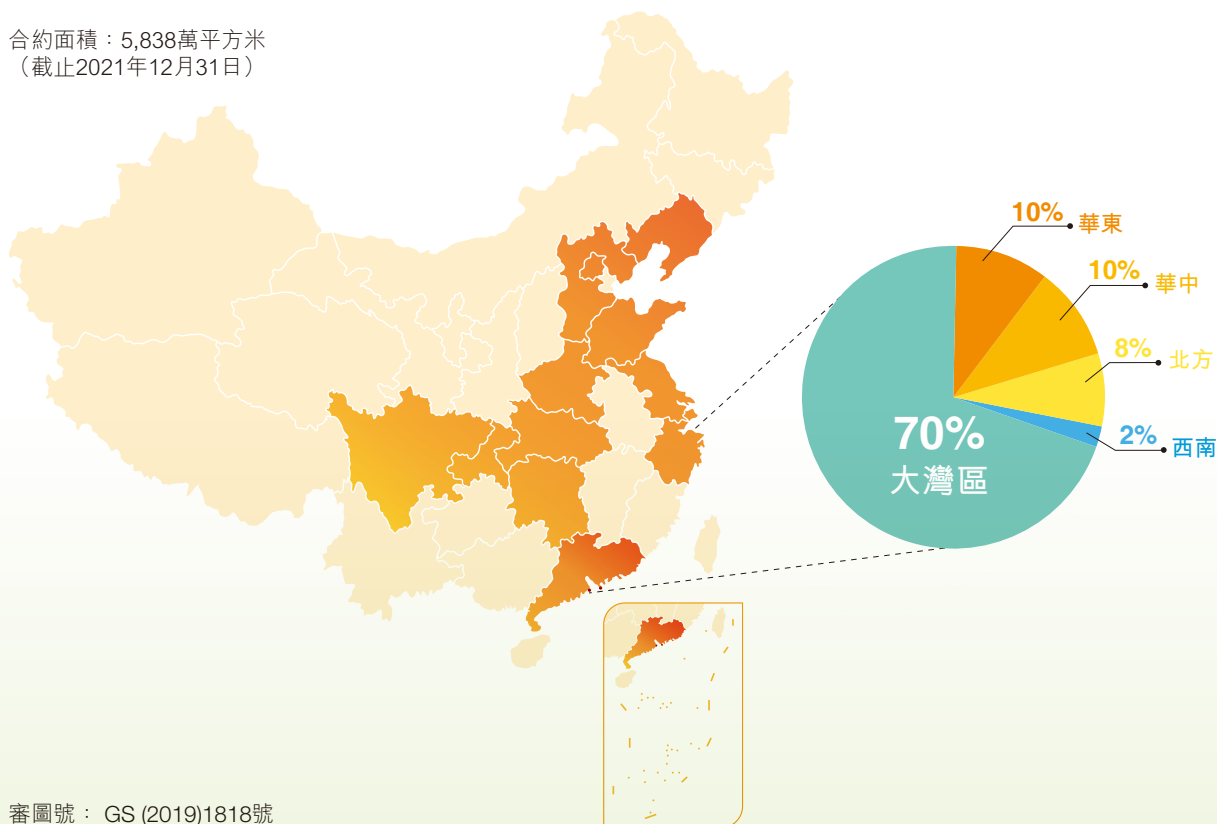 合約面積：5,838萬平方米
（截止2021年12月31日）
10% 華東
10% 華中
8% 北方
2% 西南
70%
大灣區
審圖號： GS (2019)1818號